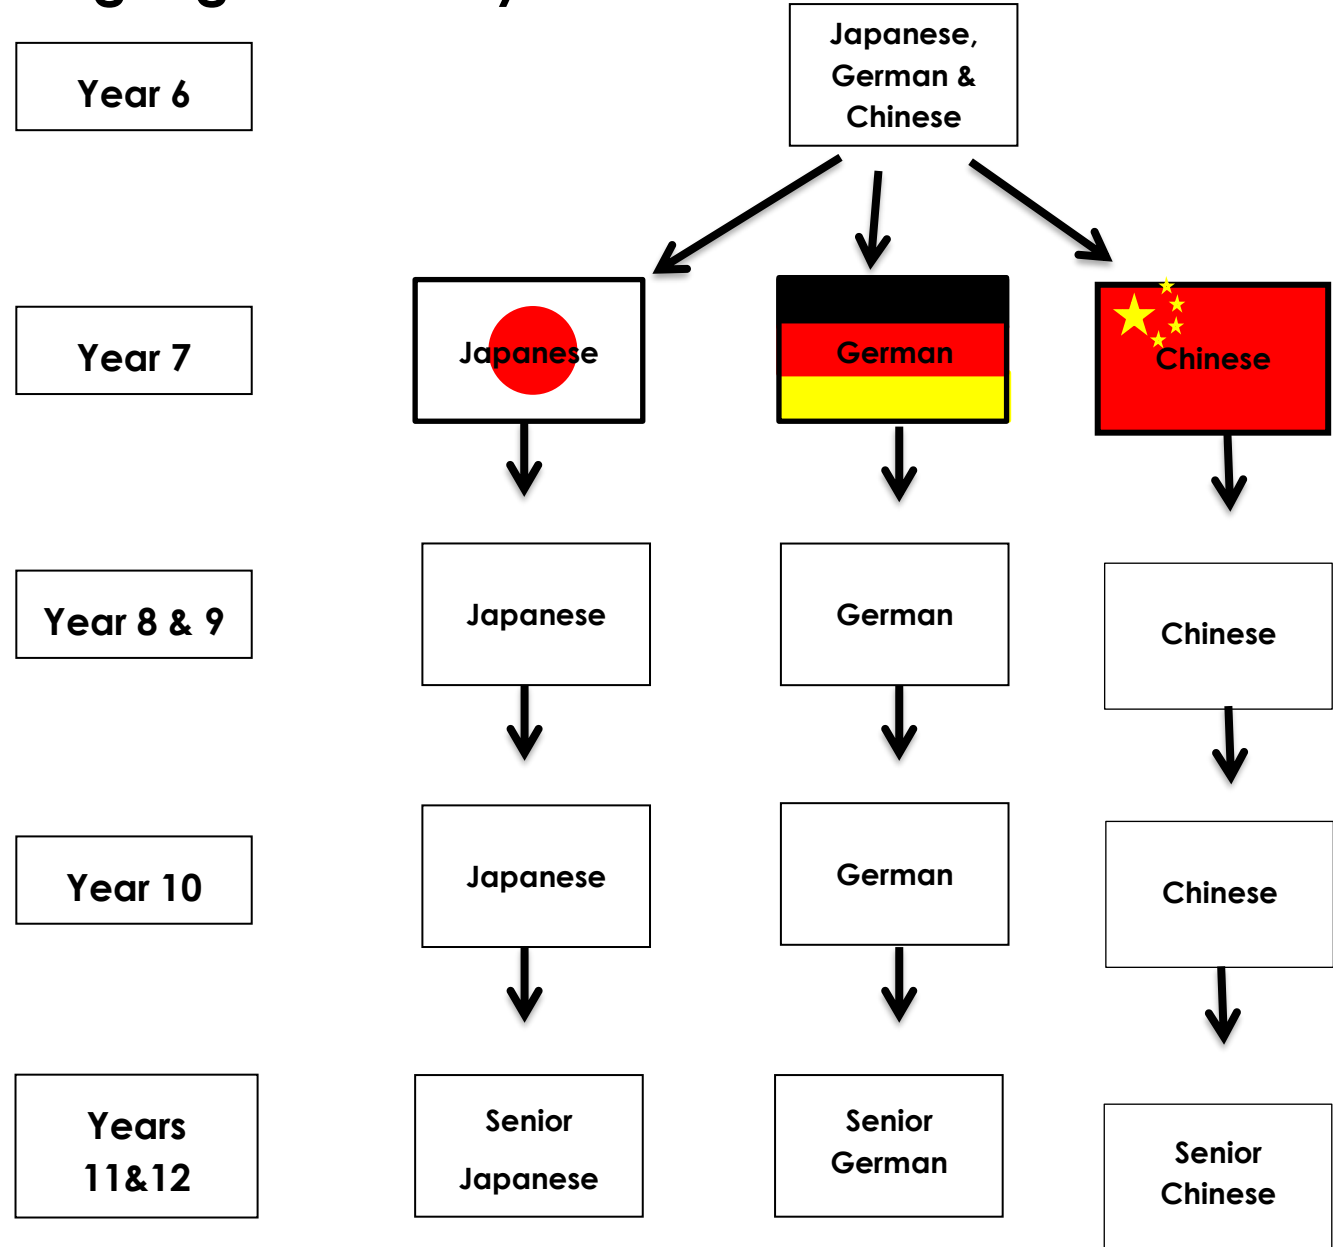 Year 6
Japanese,
German &
Chinese
Year 7
Japanese
German
Chinese
Year 8 & 9
Japanese
German
Chinese
Year 10
Japanese
German
Chinese
Years
11&12
Senior
Japanese
Senior
German
Senior
Chinese